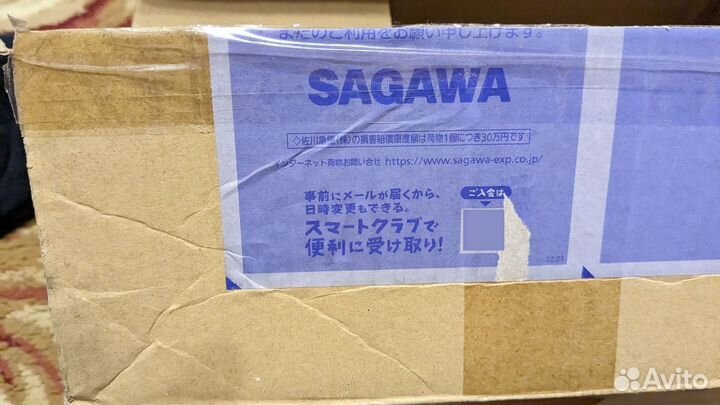 またのご利用をお願い申し上げます。
SAGAWA
◇佐川急便(株)の損害賠償限度額は荷物1個につき30万円です
インターネット荷物お問い合せ https://www.sagawa-exp.co.jp/
事前にメールが届くから、
日時変更もできる。
スマートクラブで
便利に受け取り!
ご入会は
22.01
Avito